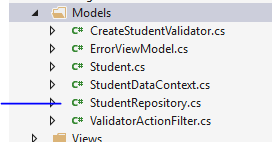 Models
C# CreateStudentValidator.cs
C# ErrorViewModel.cs
C# Student.cs
C# StudentDataContext.cs
C# StudentRepository.cs
C# ValidatorActionFilter.cs
Views